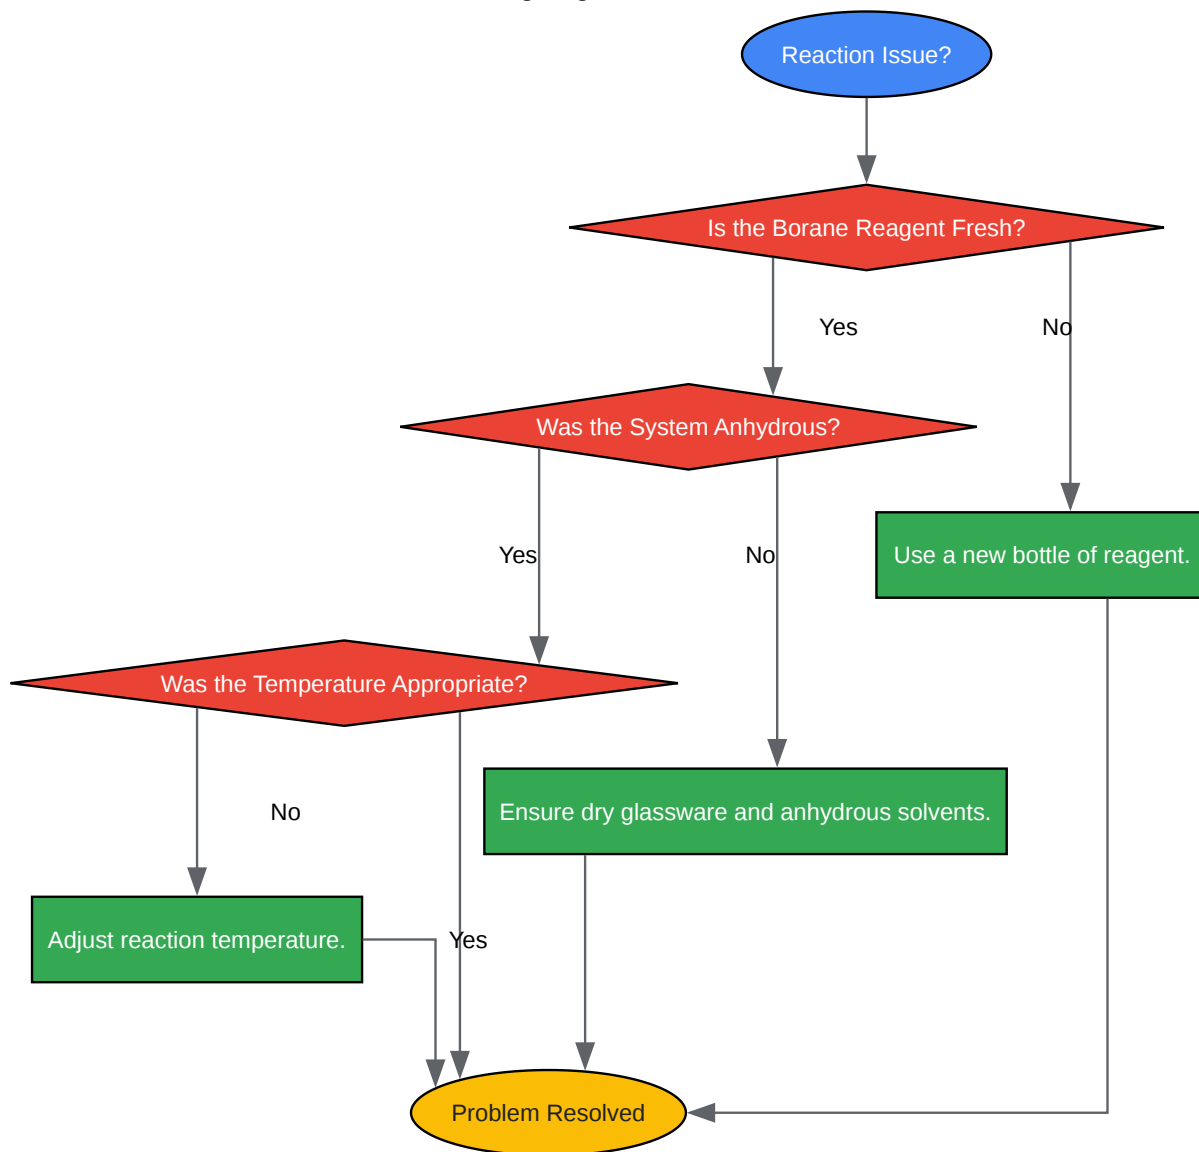 Reaction Issue?
Is the Borane Reagent Fresh?
Yes
No
Was the System Anhydrous?
Yes
No
Use a new bottle of reagent.
Was the Temperature Appropriate?
No
Ensure dry glassware and anhydrous solvents.
Adjust reaction temperature.
Yes
Problem Resolved